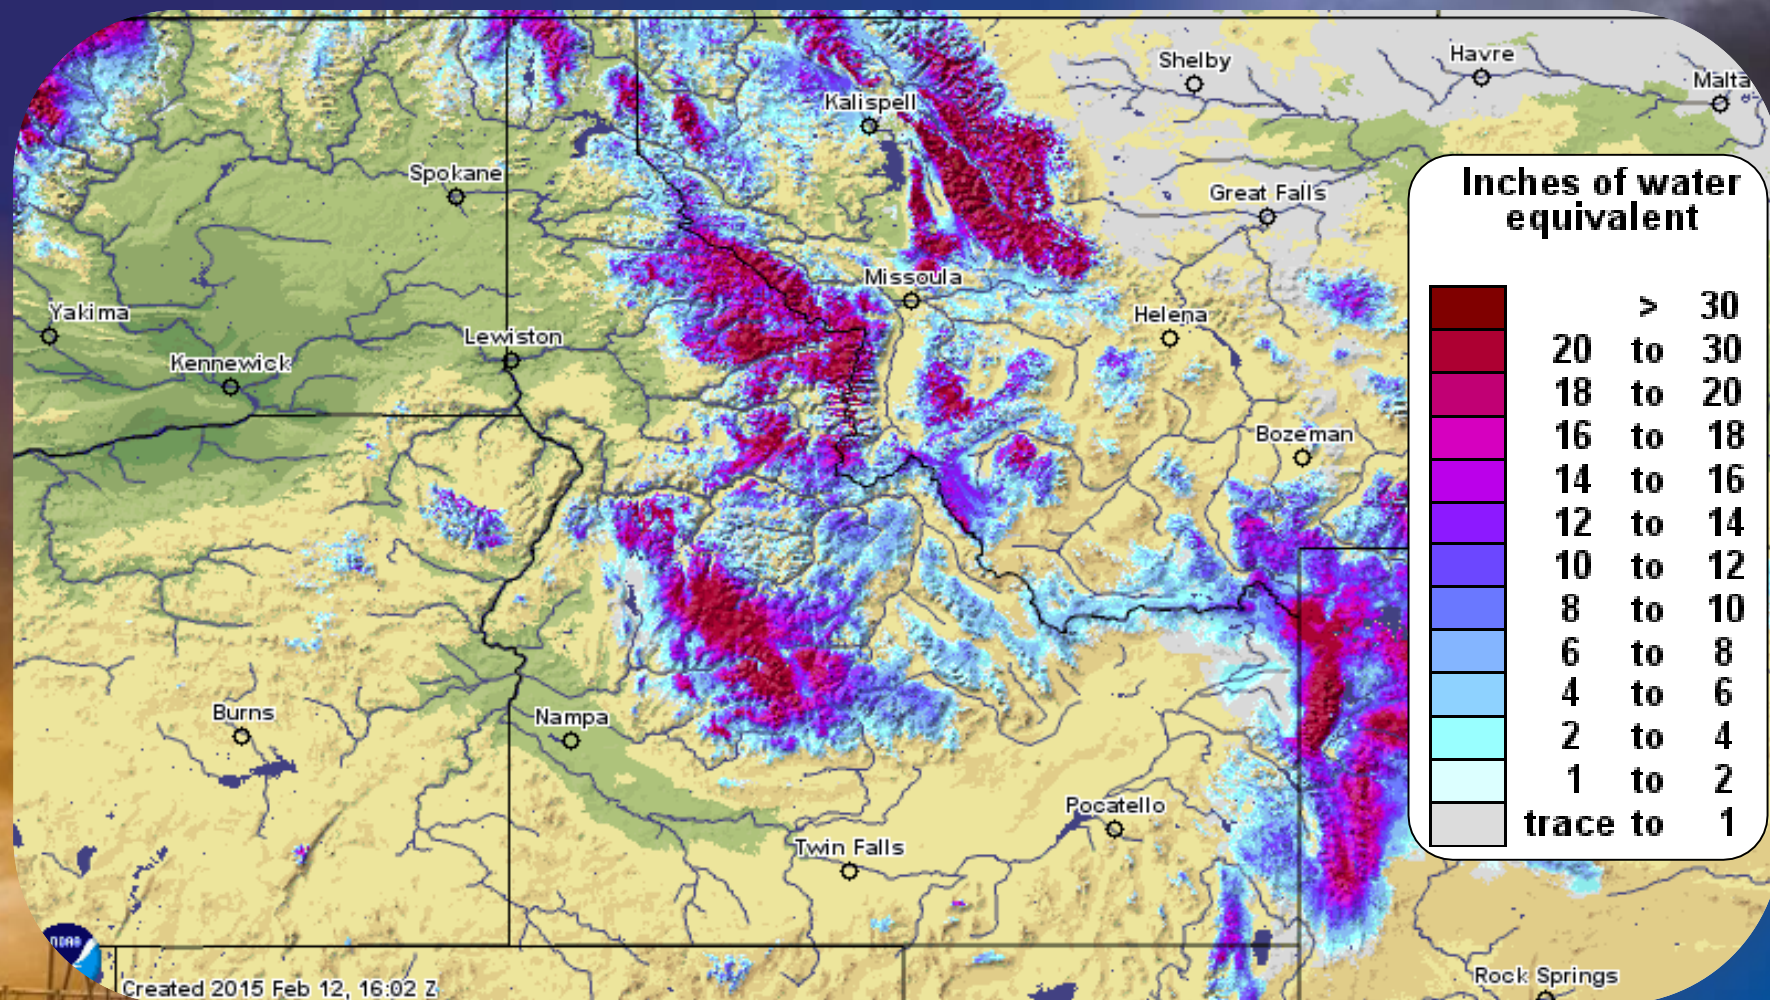 Shelby
Havre
Malta
Kalispell
Spokane
Great Falls
Missoula
Yakima
Helena
Lewiston
Kennewick
Bozeman
Burns
Nampa
Pocatello
Twin Falls
Rock Springs
Inches of water
equivalent
> 30
20 to 30
18 to 20
16 to 18
14 to 16
12 to 14
10 to 12
8 to 10
6 to 8
4 to 6
2 to 4
1 to 2
trace to 1
noaa
Created 2015 Feb 12, 16:02 Z